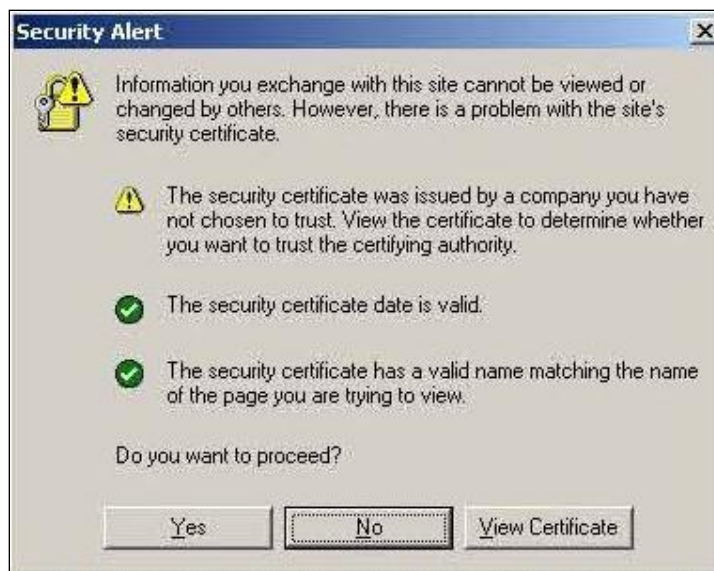 Security Alert
Information you exchange with this site cannot be viewed or
changed by others. However, there is a problem with the site's
security certificate.
The security certificate was issued by a company you have
not chosen to trust. View the certificate to determine whether
you want to trust the certifying authority.
The security certificate date is valid.
The security certificate has a valid name matching the name
of the page you are trying to view.
Do you want to proceed?
Yes No View Certificate